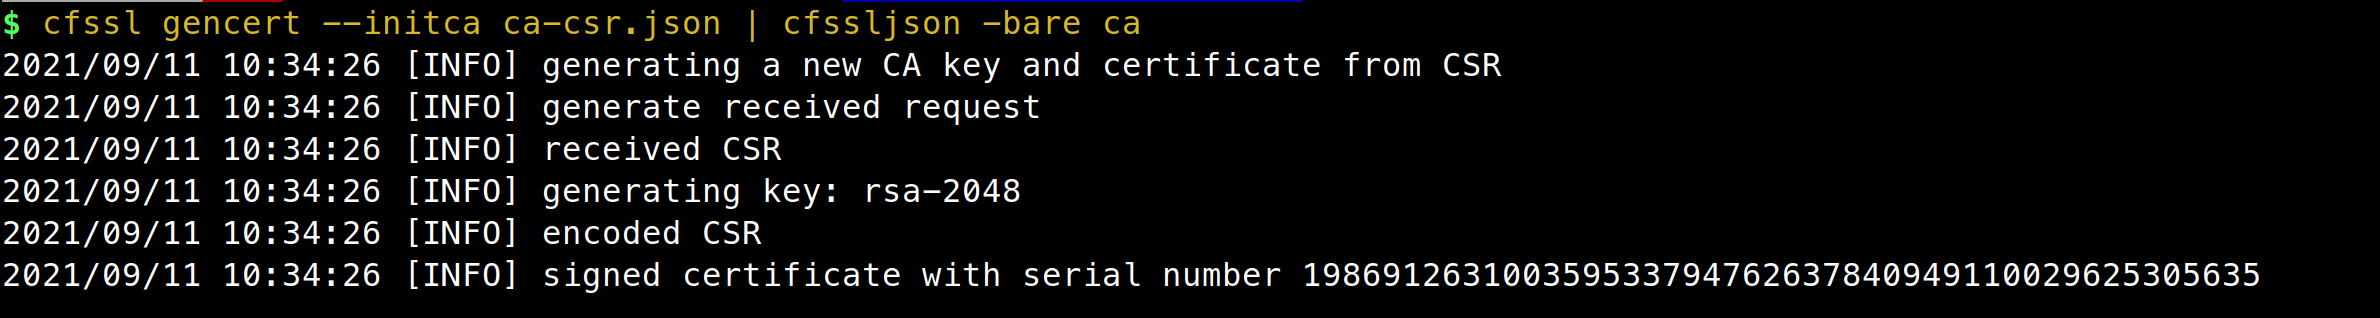 $ cfssl gencert --initca ca-csr.json | cfssljson -bare ca
2021/09/11 10:34:26 [INFO] generating a new CA key and certificate from CSR
2021/09/11 10:34:26 [INFO] generate received request
2021/09/11 10:34:26 [INFO] received CSR
2021/09/11 10:34:26 [INFO] generating key: rsa-2048
2021/09/11 10:34:26 [INFO] encoded CSR
2021/09/11 10:34:26 [INFO] signed certificate with serial number 198691263100359533794762637840949110029625305635